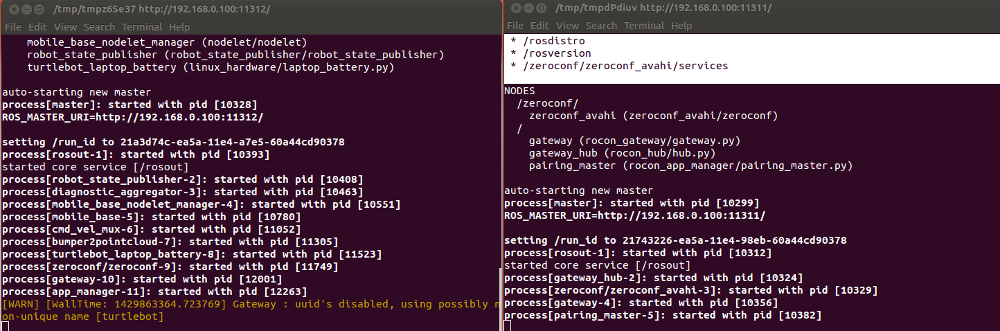 /tmp/tmpz6Se37 http://192.168.0.100:11312/
File Edit View Search Terminal Help
mobile_base_nodelet_manager (nodelet/nodelet)
robot_state_publisher (robot_state_publisher/robot_state_publisher)
turtlebot_laptop_battery (linux_hardware/laptop_battery.py)
auto-starting new master
process[master]: started with pid [10328]
ROS_MASTER_URI=http://192.168.0.100:11312/
setting /run_id to 21a3d74c-ea5a-11e4-a7e5-60a44cd90378
process[rosout-1]: started with pid [10393]
started core service [/rosout]
process[robot_state_publisher-2]: started with pid [10408]
process[diagnostic_aggregator-3]: started with pid [10463]
process[mobile_base_nodelet_manager-4]: started with pid [10551]
process[mobile_base-5]: started with pid [10780]
process[cmd_vel_mux-6]: started with pid [11052]
process[bumper2pointcloud-7]: started with pid [11305]
process[turtlebot_laptop_battery-8]: started with pid [11523]
process[zeroconf/zeroconf-9]: started with pid [11749]
process[gateway-10]: started with pid [12001]
process[app_manager-11]: started with pid [12263]
[WARN] [WallTime: 1429863364.723769] Gateway : uuid's disabled, using possibly n
on-unique name [turtlebot]
/tmp/tmpdPdiuv http://192.168.0.100:11311/
File Edit View Search Terminal Help
* /rosdistro
* /rosversion
* /zeroconf/zeroconf_avahi/services
NODES
/zeroconf/
zeroconf_avahi (zeroconf_avahi/zeroconf)
/
gateway (rocon_gateway/gateway.py)
gateway_hub (rocon_hub/hub.py)
pairing_master (rocon_app_manager/pairing_master.py)
auto-starting new master
process[master]: started with pid [10299]
ROS_MASTER_URI=http://192.168.0.100:11311/
setting /run_id to 21743226-ea5a-11e4-98eb-60a44cd90378
process[rosout-1]: started with pid [10312]
started core service [/rosout]
process[gateway_hub-2]: started with pid [10324]
process[zeroconf/zeroconf_avahi-3]: started with pid [10329]
process[gateway-4]: started with pid [10356]
process[pairing_master-5]: started with pid [10382]